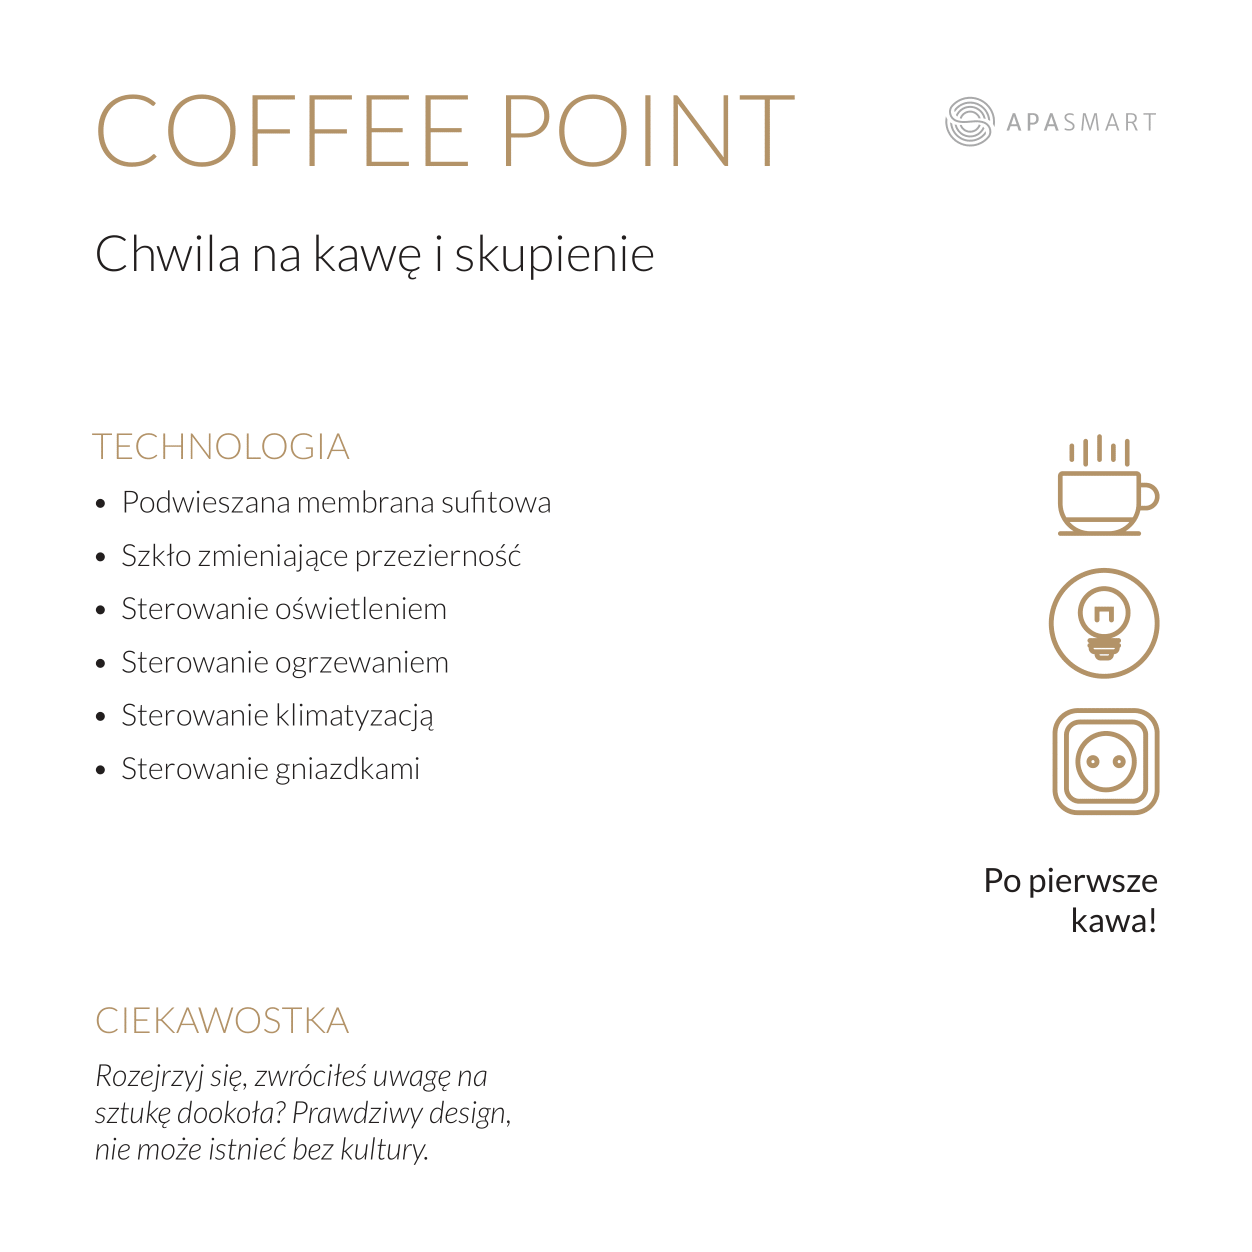 COFFEE POINT
APASMART
Chwila na kawę i skupienie
TECHNOLOGIA
• Podwieszana membrana sufitowa
• Szkło zmieniające przezierność
• Sterowanie oświetleniem
• Sterowanie ogrzewaniem
• Sterowanie klimatyzacją
• Sterowanie gniazdkami
Po pierwsze
kawa!
CIEKAWOSTKA
Rozejrzyj się, zwróciłeś uwagę na
sztukę dookoła? Prawdziwy design,
nie może istnieć bez kultury.